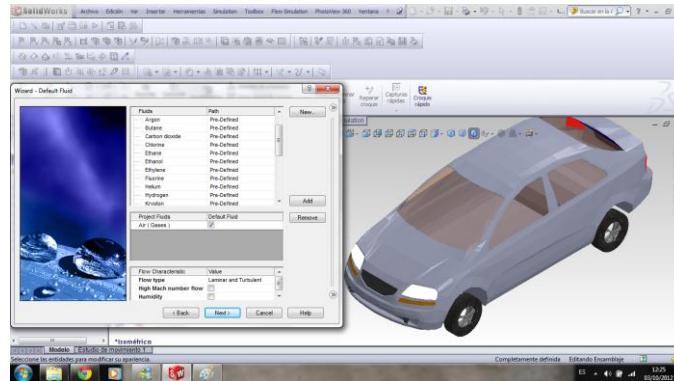 SolidWorks Archivo Edición Ver Insertar Herramientas Simulation Toolbox Flow Simulation PhotoView 360 Ventana ?
Buscar en la
Reparar croquis
Capturas rápidas
Croquis rápido
Wizard - Default Fluid
Fluids Path New...
Argon Pre-Defined
Butane Pre-Defined
Carbon dioxide Pre-Defined
Chlorine Pre-Defined
Ethane Pre-Defined
Ethanol Pre-Defined
Ethylene Pre-Defined
Fluorine Pre-Defined
Helium Pre-Defined
Hydrogen Pre-Defined
Krypton Pre-Defined
Add
Project Fluids Default Fluid Remove
Air ( Gases )
Flow Characteristic Value
Flow type Laminar and Turbulent
High Mach number flow
Humidity
< Back Next > Cancel Help
*Isométrico
Modelo Estudio de movimiento 1
Seleccione las entidades para modificar su apariencia. Completamente definida Editando Ensamblaje
ES 12:25
03/10/2012